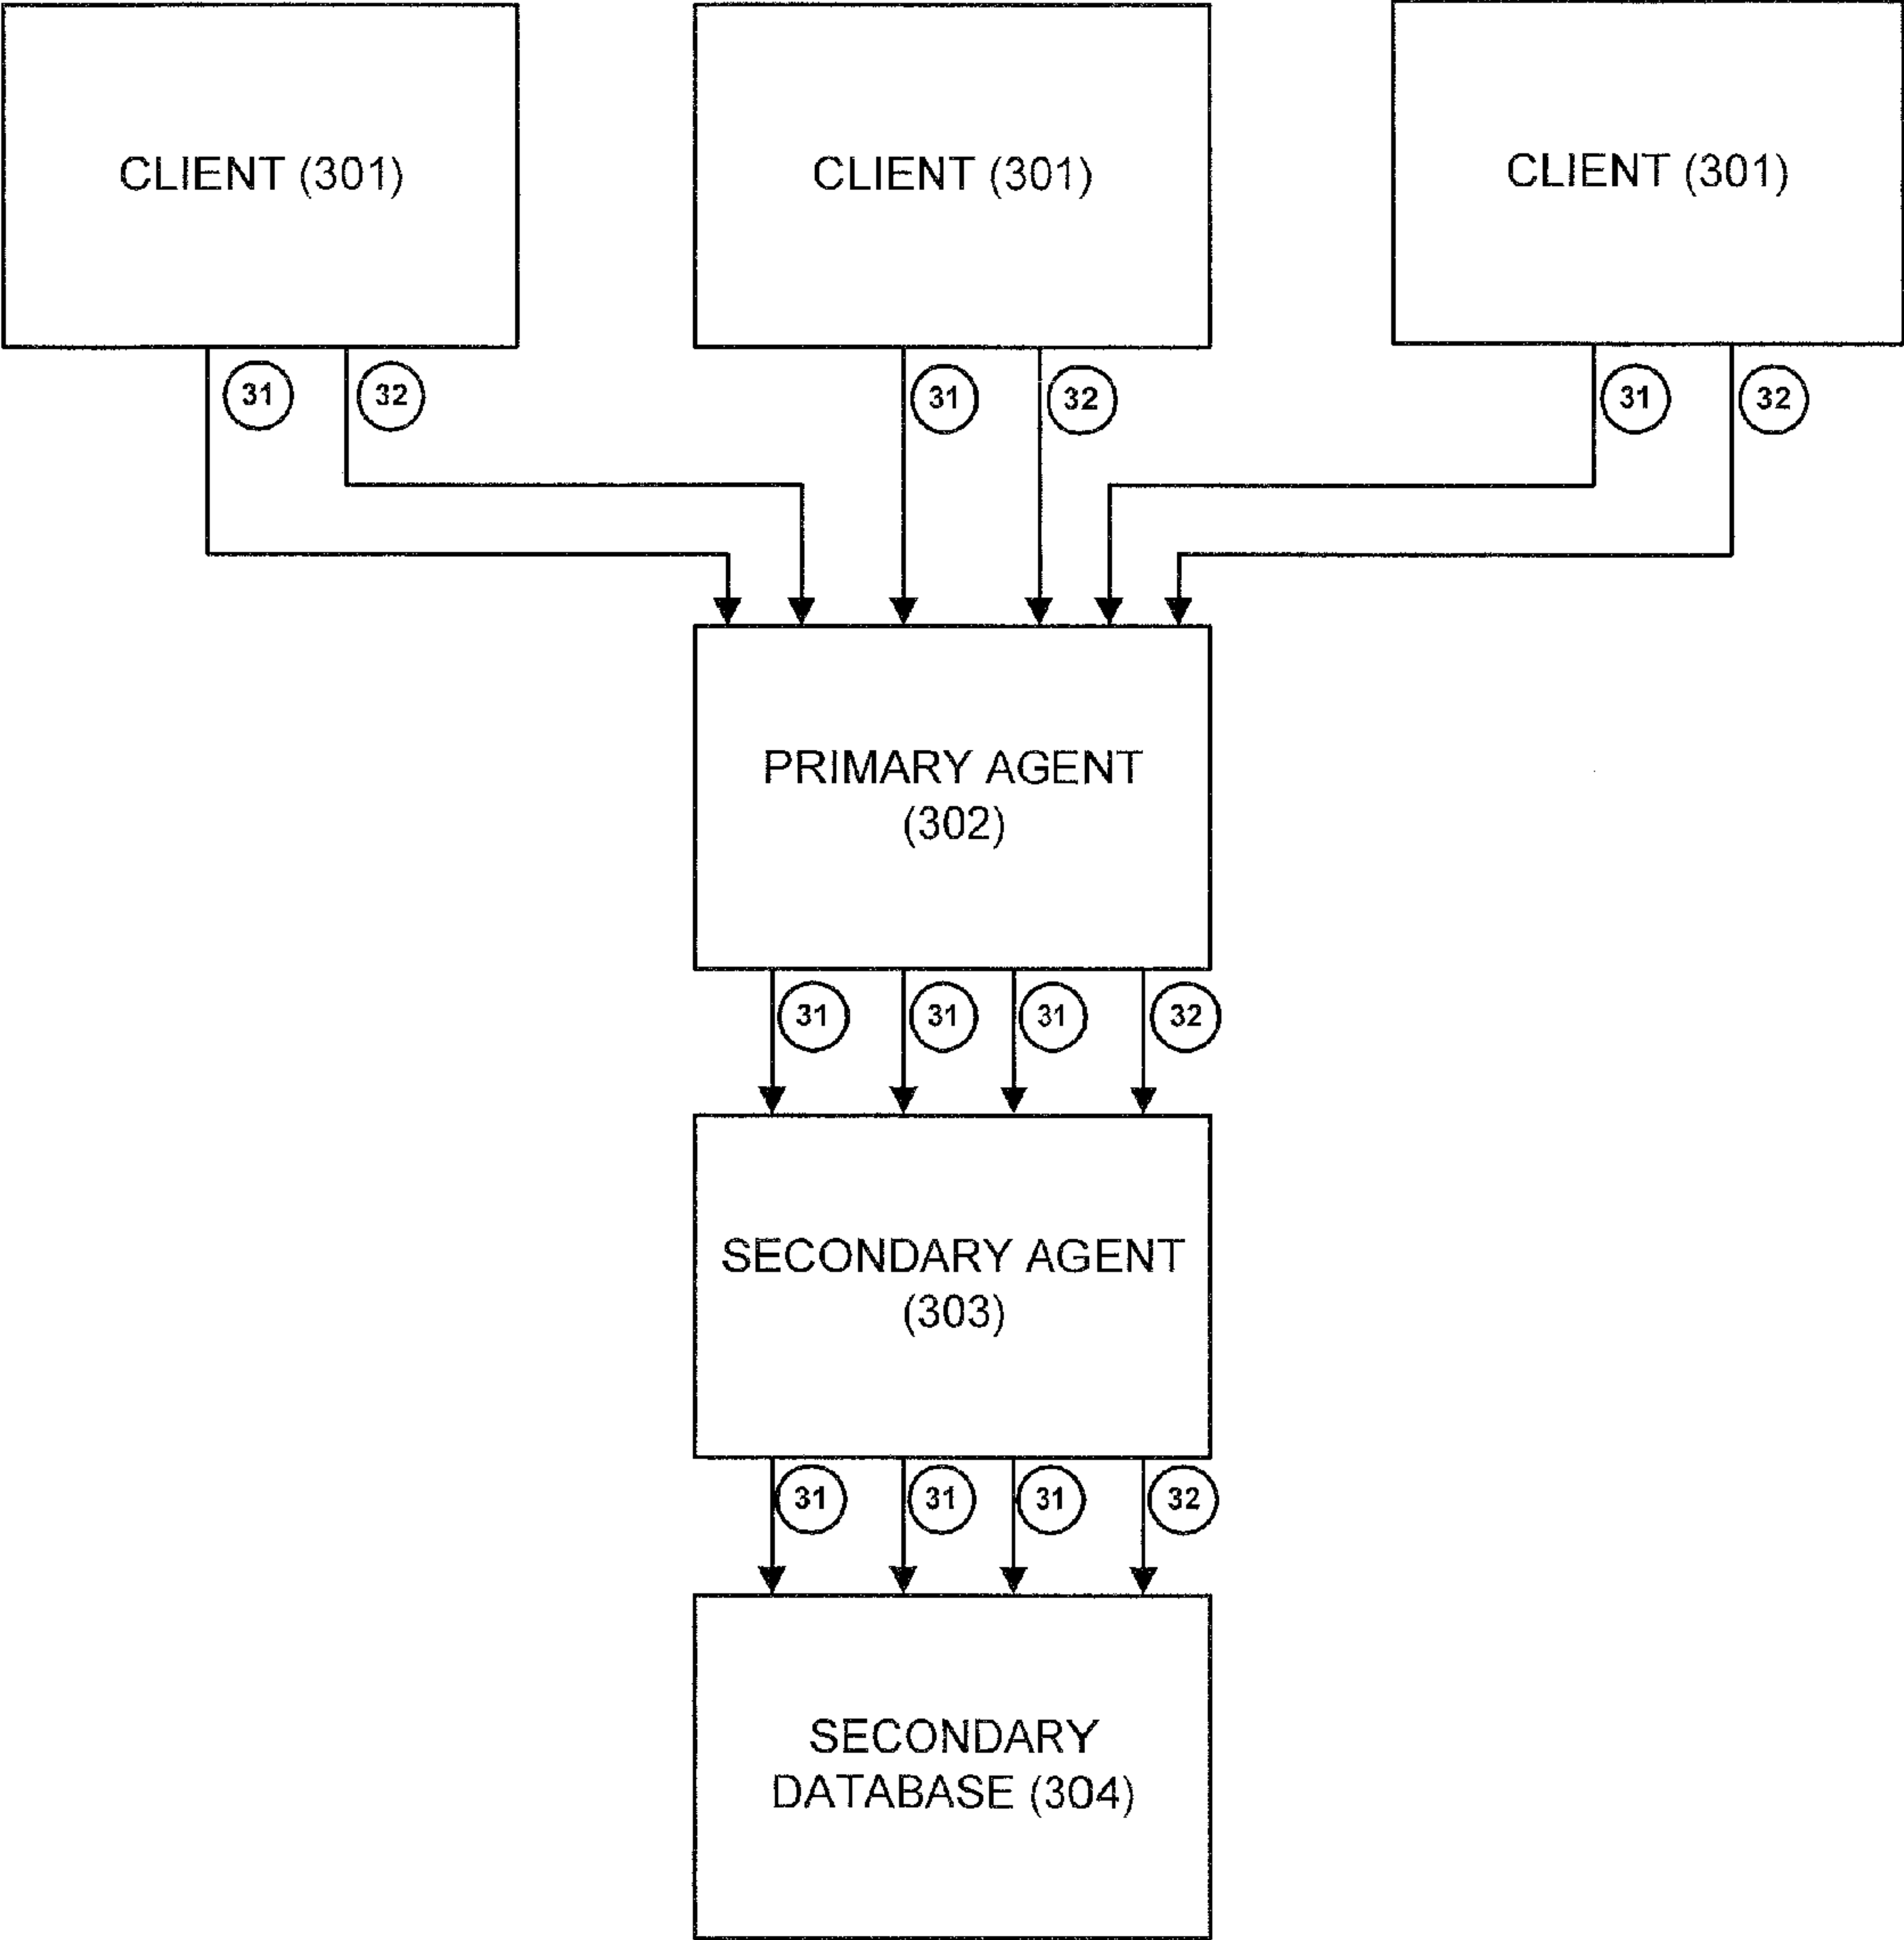 CLIENT (301)
CLIENT (301)
CLIENT (301)
31
32
31
32
31
32
PRIMARY AGENT
(302)
31
31
31
32
SECONDARY AGENT
(303)
31
31
31
32
SECONDARY
DATABASE (304)